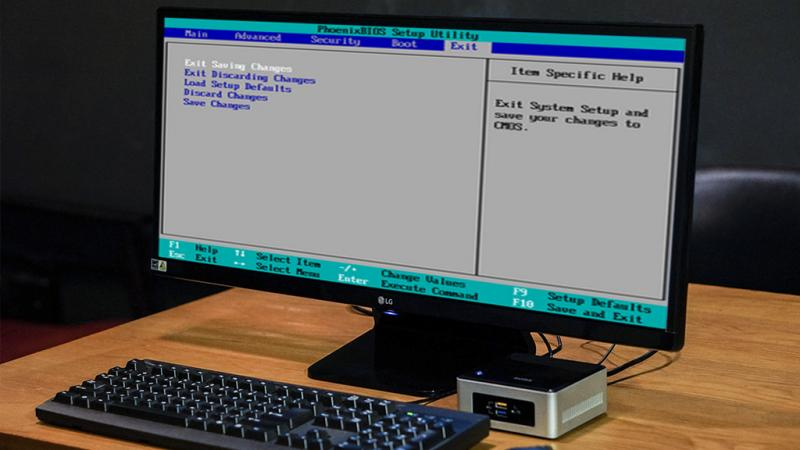 PhoenixBIOS Setup Utility
Main Advanced Security Boot Exit
Exit Saving Changes
Exit Discarding Changes
Load Setup Defaults
Discard Changes
Save Changes
Item Specific Help
Exit System Setup and
save your changes to
CMOS.
F1 Help ↑↓ Select Item -/+ Change Values F9 Setup Defaults
Esc Exit ↔ Select Menu Enter Execute Command F10 Save and Exit
LG